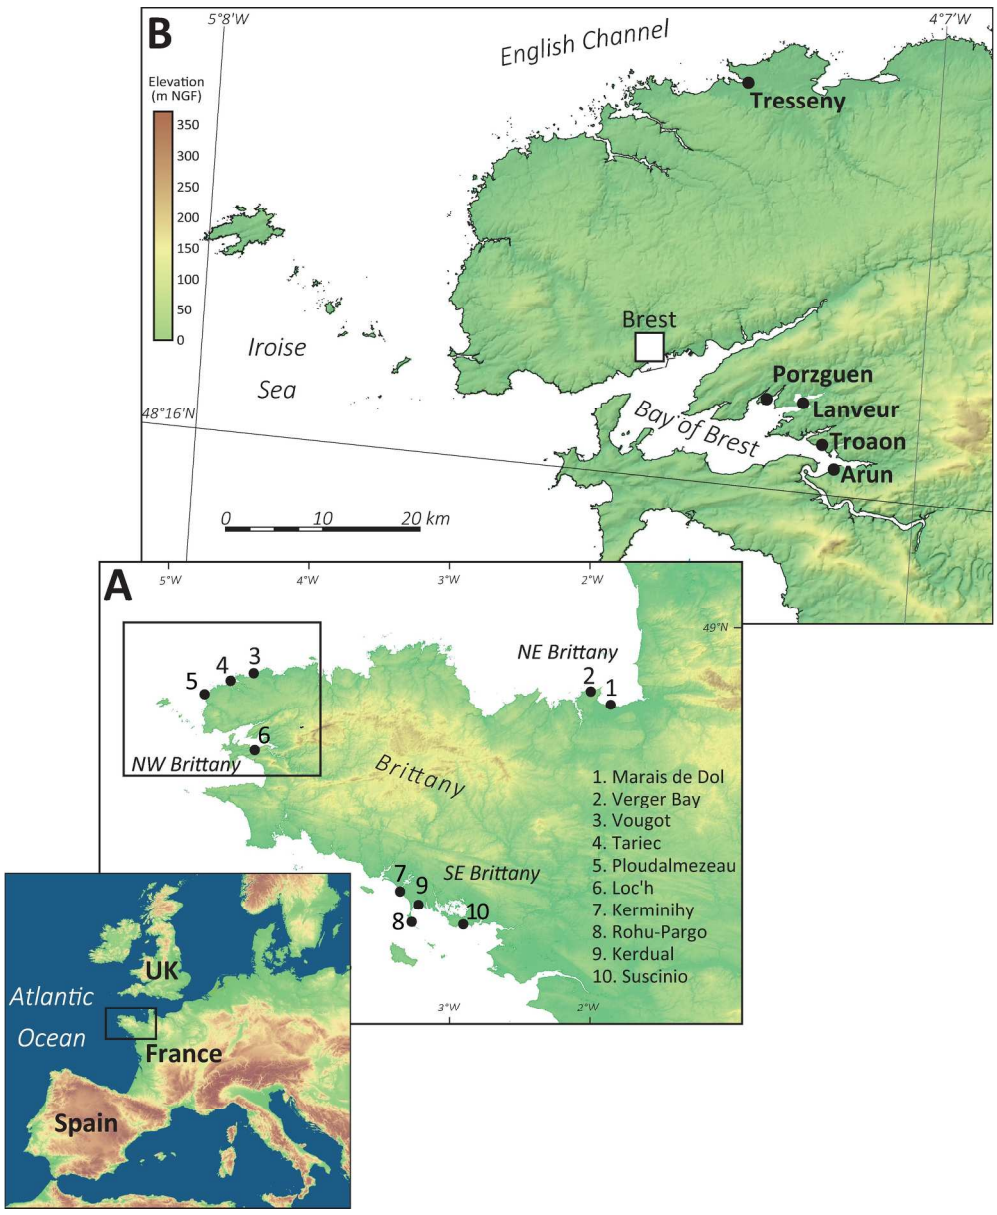 B
5°8’W
English Channel
4°7’W
Elevation
(m NGF)
350
300
250
200
150
100
50
0
Tresseny
Brest
Iroise
Sea
Porzguen
Lanveur
Bay of Brest
Troaon
Arun
48°16’N
0 10 20 km
A
5°W 4°W 3°W 2°W
49°N
NE Brittany
2
1
3
4
5
6
NW Brittany
Brittany
1. Marais de Dol
2. Verger Bay
3. Vougot
4. Tariec
5. Ploudalmezeau
6. Loc'h
7. Kerminihy
8. Rohu-Pargo
9. Kerdual
10. Suscinio
SE Brittany
7
9
8
10
3°W 2°W
UK
Atlantic
Ocean
France
Spain